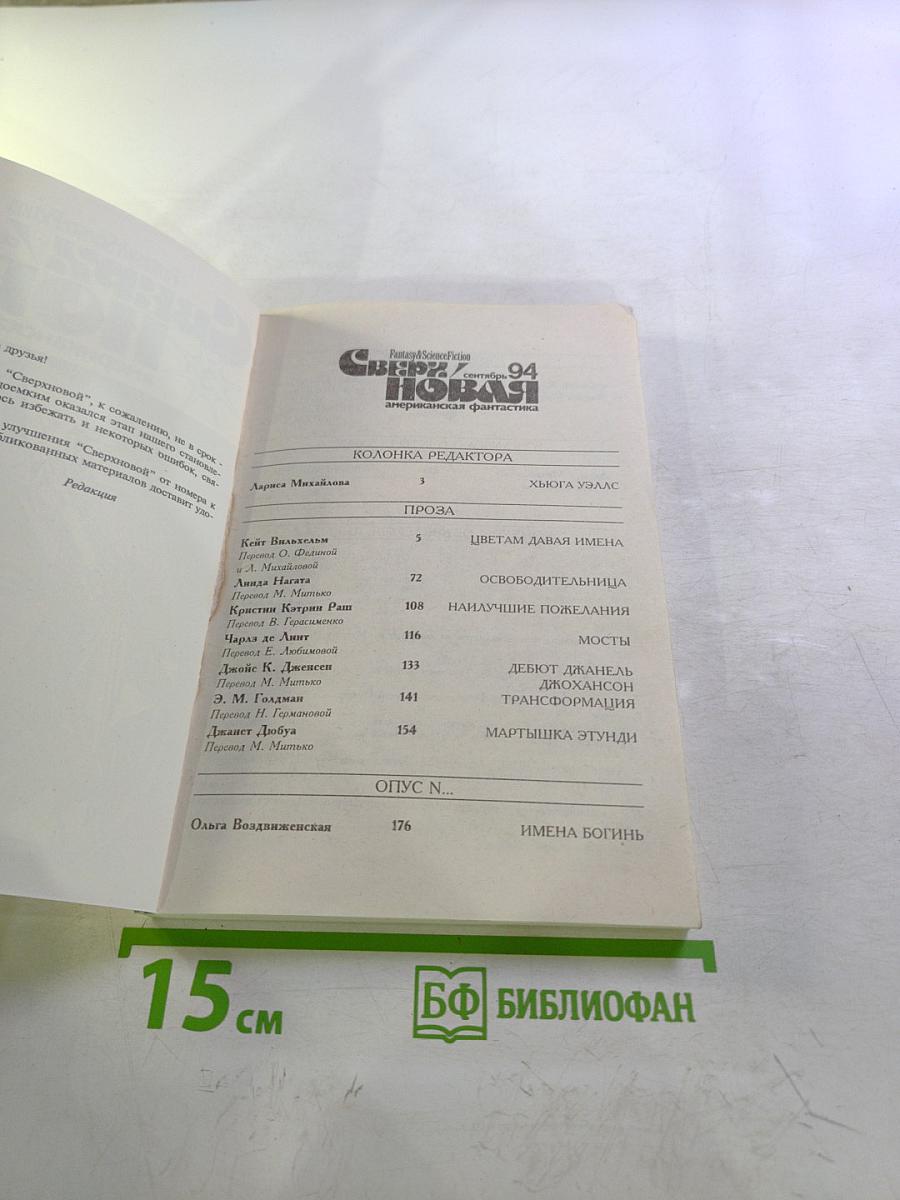 друзья!
"Сверхновой", к сожалению, не в срок -
доемким оказался этап нашего становле-
ось избежать и некоторых ошибок, свя-
улучшения "Сверхновой" от номера к
бликованных материалов доставит удо-
Редакция
Fantasy&ScienceFiction
Сверх/ сентябрь 94
НОВАЯ
американская фантастика
КОЛОНКА РЕДАКТОРА
Лариса Михайлова 3 ХЬЮГА УЭЛЛС
ПРОЗА
Кейт Вильхельм 5 ЦВЕТАМ ДАВАЯ ИМЕНА
Перевод О. Фединой
и Л. Михайловой
Линда Нагата 72 ОСВОБОДИТЕЛЬНИЦА
Перевод М. Митько
Кристин Кэтрин Раш 108 НАИЛУЧШИЕ ПОЖЕЛАНИЯ
Перевод В. Герасименко
Чарлз де Линт 116 МОСТЫ
Перевод Е. Любимовой
Джойс К. Дженсен 133 ДЕБЮТ ДЖАНЕЛЬ
Перевод М. Митько ДЖОХАНСОН
Э. М. Голдман 141 ТРАНСФОРМАЦИЯ
Перевод Н. Германовой
Джанет Дюбуа 154 МАРТЫШКА ЭТУНДИ
Перевод М. Митько
ОПУС N...
Ольга Воздвиженская 176 ИМЕНА БОГИНЬ
15 см
БФ БИБЛИОФАН